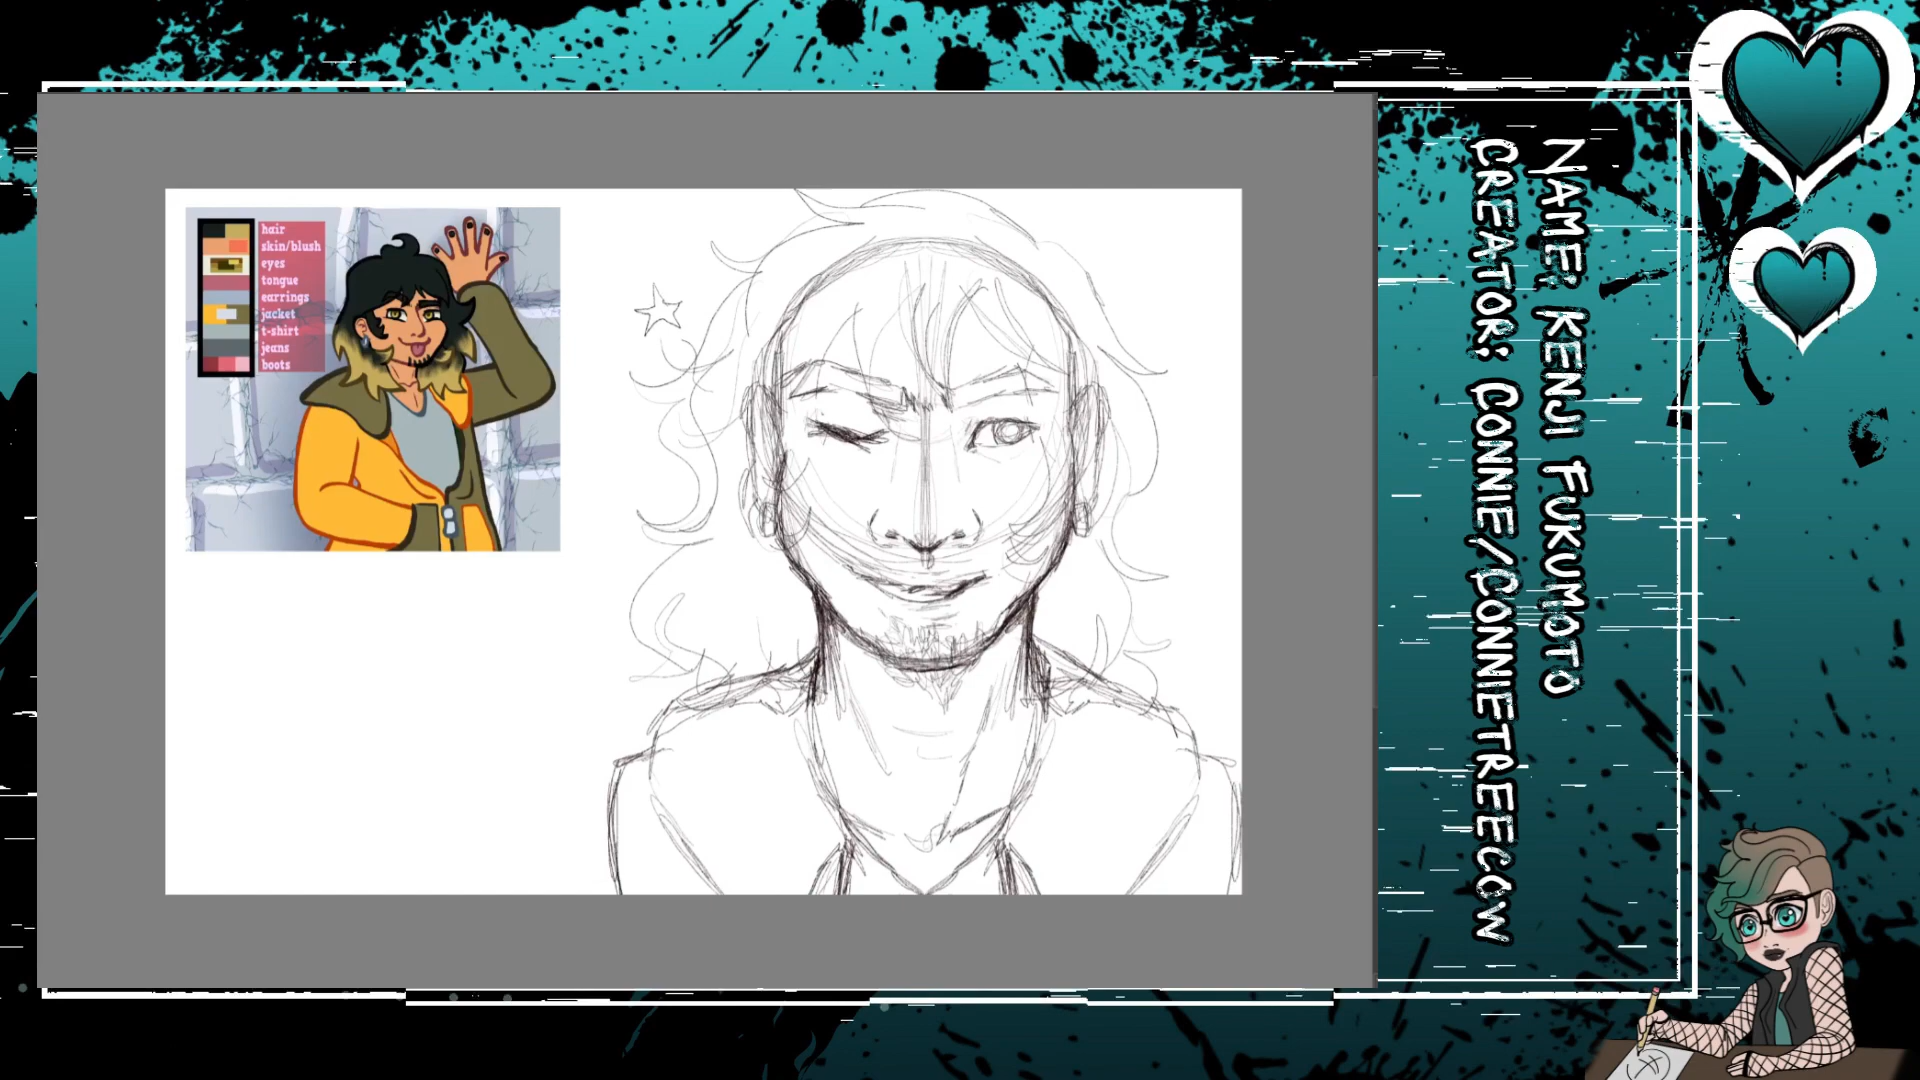 hair
skin/blush
eyes
tongue
earrings
jacket
t-shirt
jeans
boots
NAME: KENJI FUKUMOTO
CREATOR: CONNIE/CONNIETREECOW